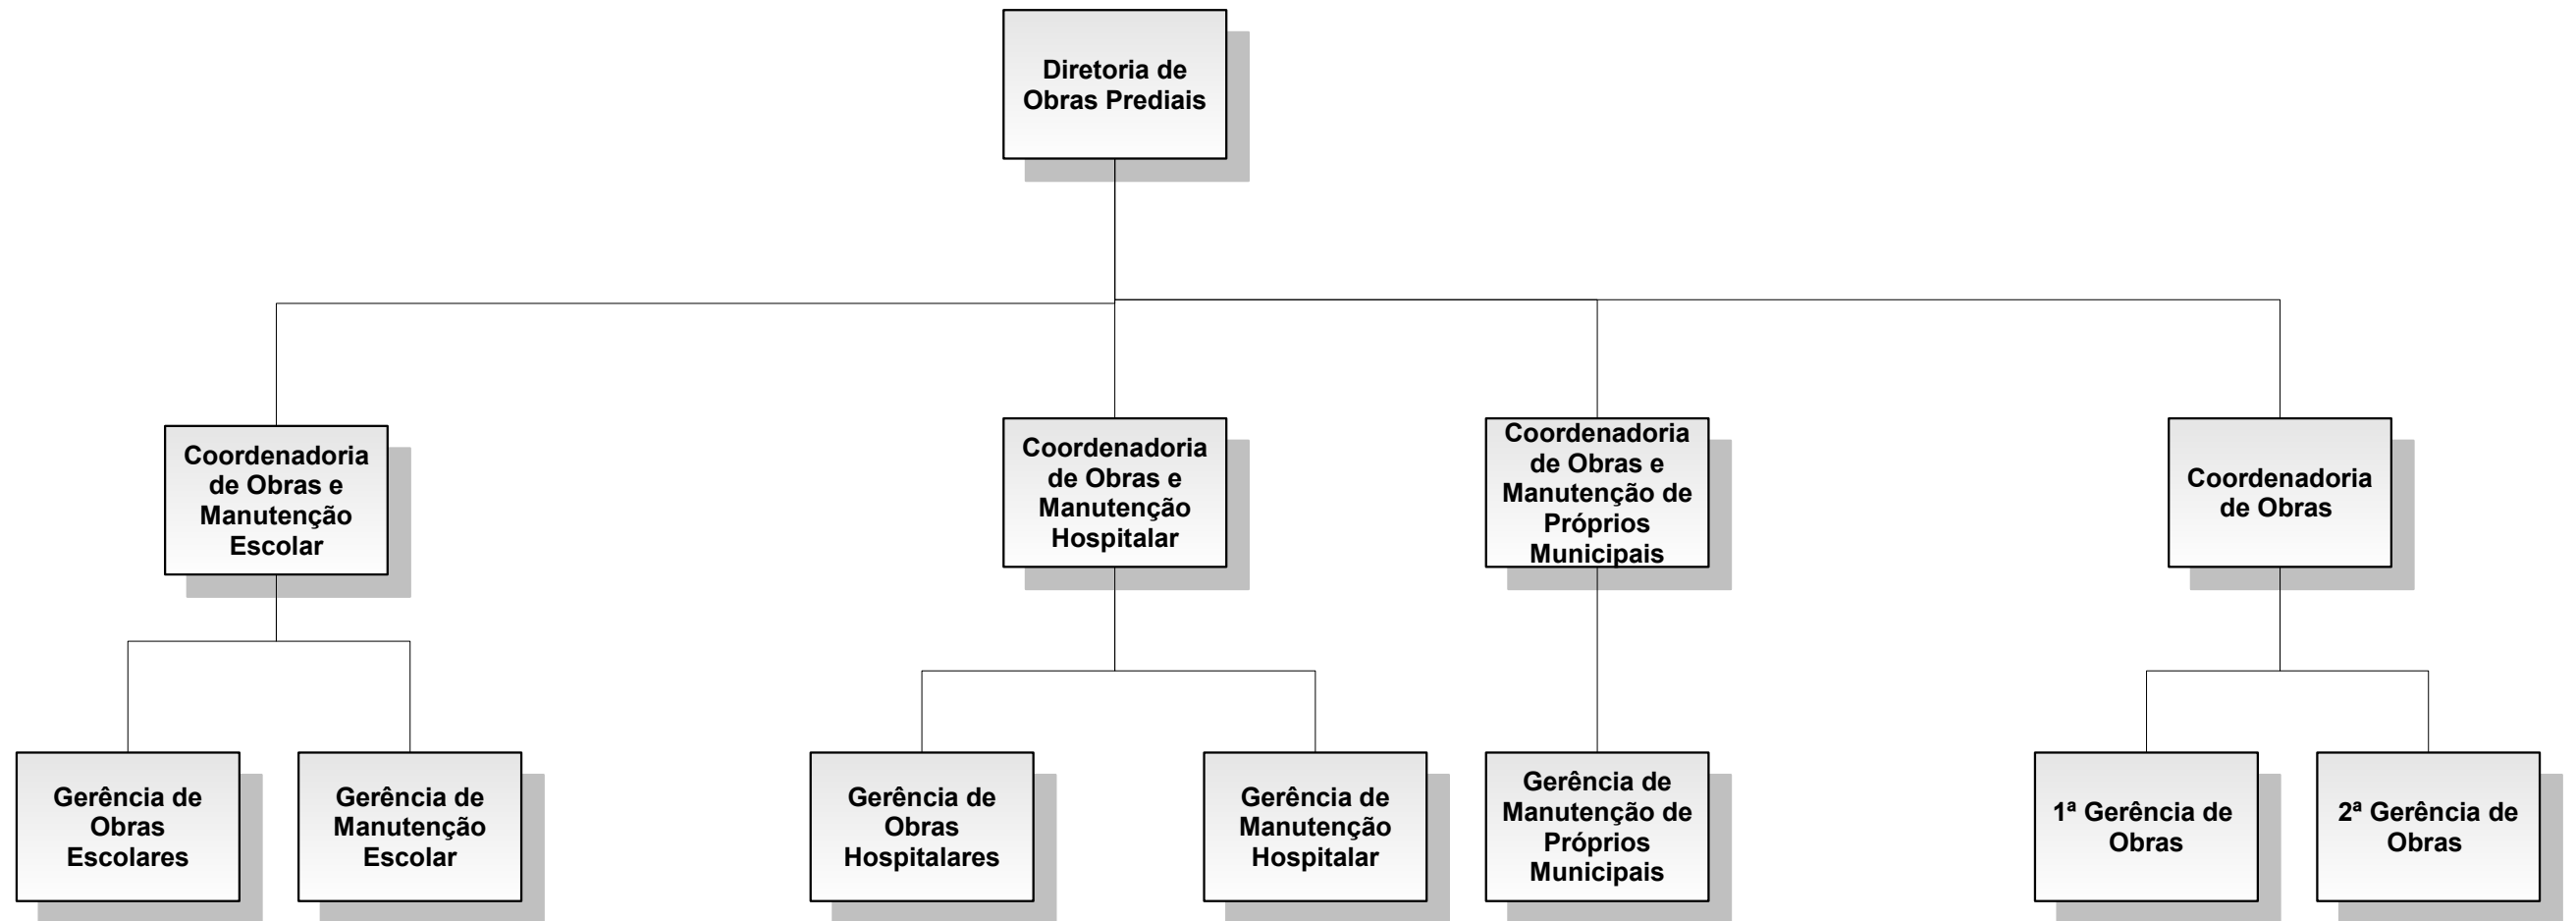 Diretoria de
Obras Prediais
Coordenadoria
de Obras e
Manutenção
Escolar
Coordenadoria
de Obras e
Manutenção
Hospitalar
Coordenadoria
de Obras e
Manutenção de
Próprios
Municipais
Coordenadoria
de Obras
Gerência de
Obras
Escolares
Gerência de
Manutenção
Escolar
Gerência de
Obras
Hospitalares
Gerência de
Manutenção
Hospitalar
Gerência de
Manutenção de
Próprios
Municipais
1ª Gerência de
Obras
2ª Gerência de
Obras